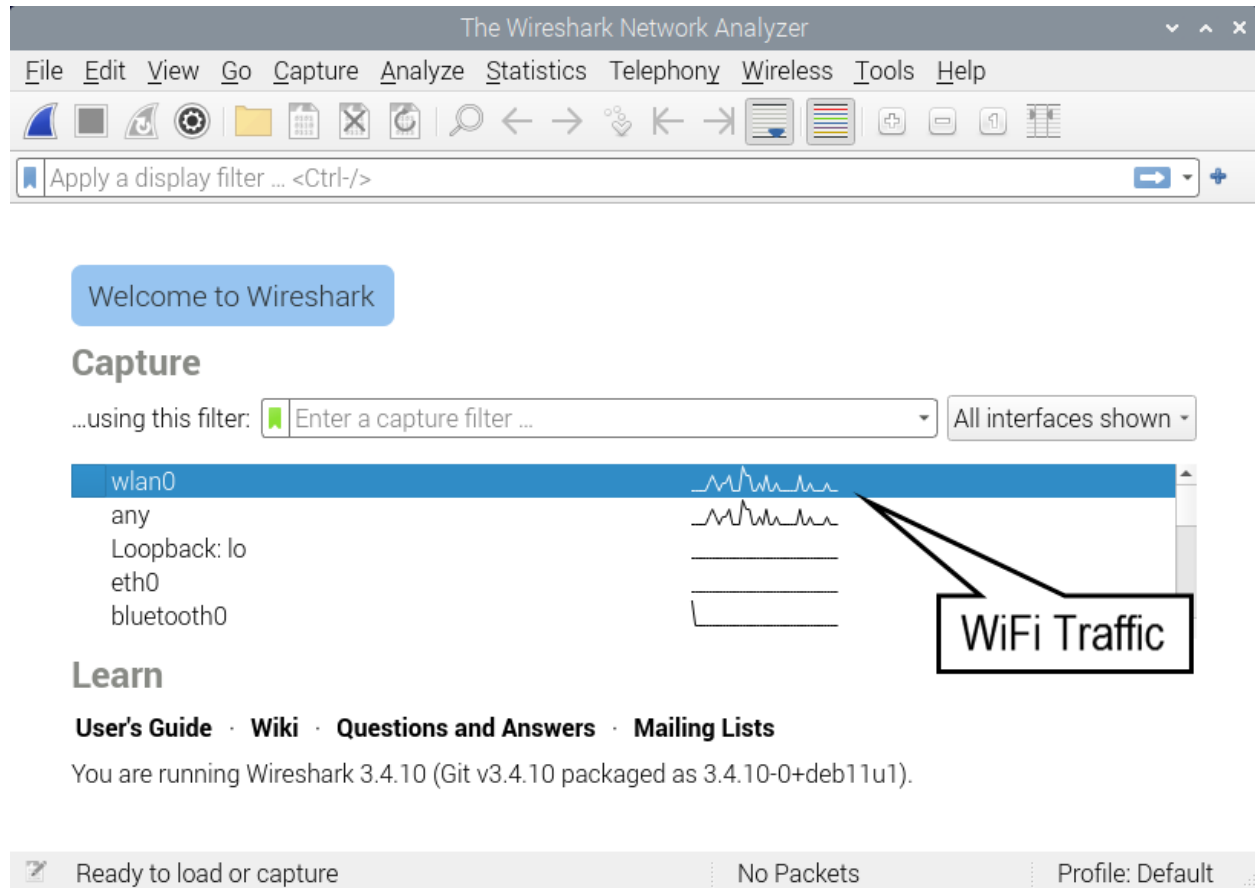 The Wireshark Network Analyzer
File Edit View Go Capture Analyze Statistics Telephony Wireless Tools Help
Apply a display filter ... <Ctrl-/>
Welcome to Wireshark
Capture
...using this filter: Enter a capture filter ... All interfaces shown
wlan0
any
Loopback: lo
eth0
bluetooth0
WiFi Traffic
Learn
User's Guide · Wiki · Questions and Answers · Mailing Lists
You are running Wireshark 3.4.10 (Git v3.4.10 packaged as 3.4.10-0+deb11u1).
Ready to load or capture No Packets Profile: Default